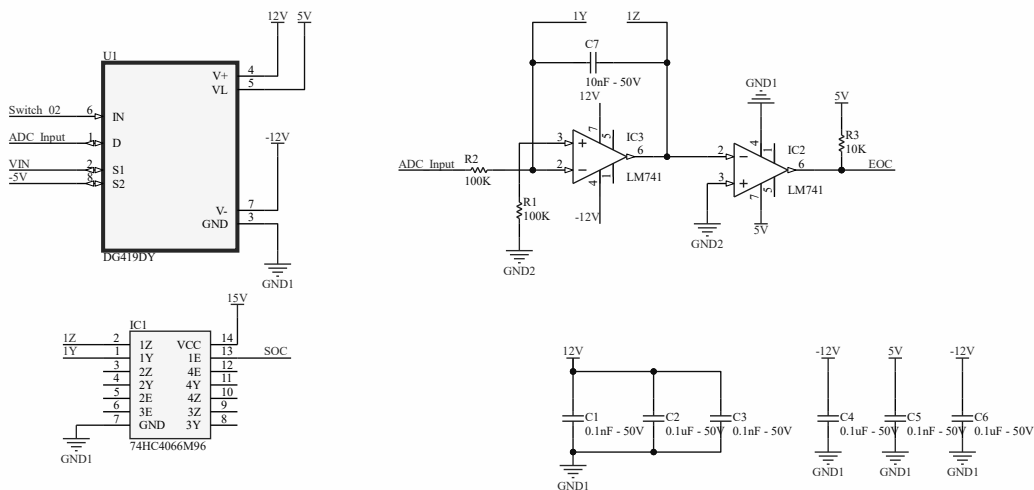 12V 5V
U1
V+ 4
VL 5
Switch_02 6 IN
ADC_Input 1 D
-12V
VIN 2 S1
-5V 8 S2
V- 7
GND 3
DG419DY
GND1
15V
IC1
1Z 2 1Z VCC 14
1Y 1 1Y 1E 13 SOC
3 2Z 4E 12
4 2Y 4Y 11
5 2E 4Z 10
6 3E 3Z 9
7 GND 3Y 8
74HC4066M96
GND1
1Y 1Z
C7
10nF - 50V
12V
7 5
IC3
3 +
6
2 −
1
4
LM741
-12V
ADC_Input R2
100K
R1
100K
GND2
GND1
4 1
IC2
2 −
6
3 +
7 5
LM741
5V
GND2
5V
R3
10K
EOC
12V
C1
0.1nF - 50V
C2
0.1uF - 50V
C3
0.1nF - 50V
GND1
-12V
C4
0.1uF - 50V
GND1
5V
C5
0.1nF - 50V
GND1
-12V
C6
0.1uF - 50V
GND1